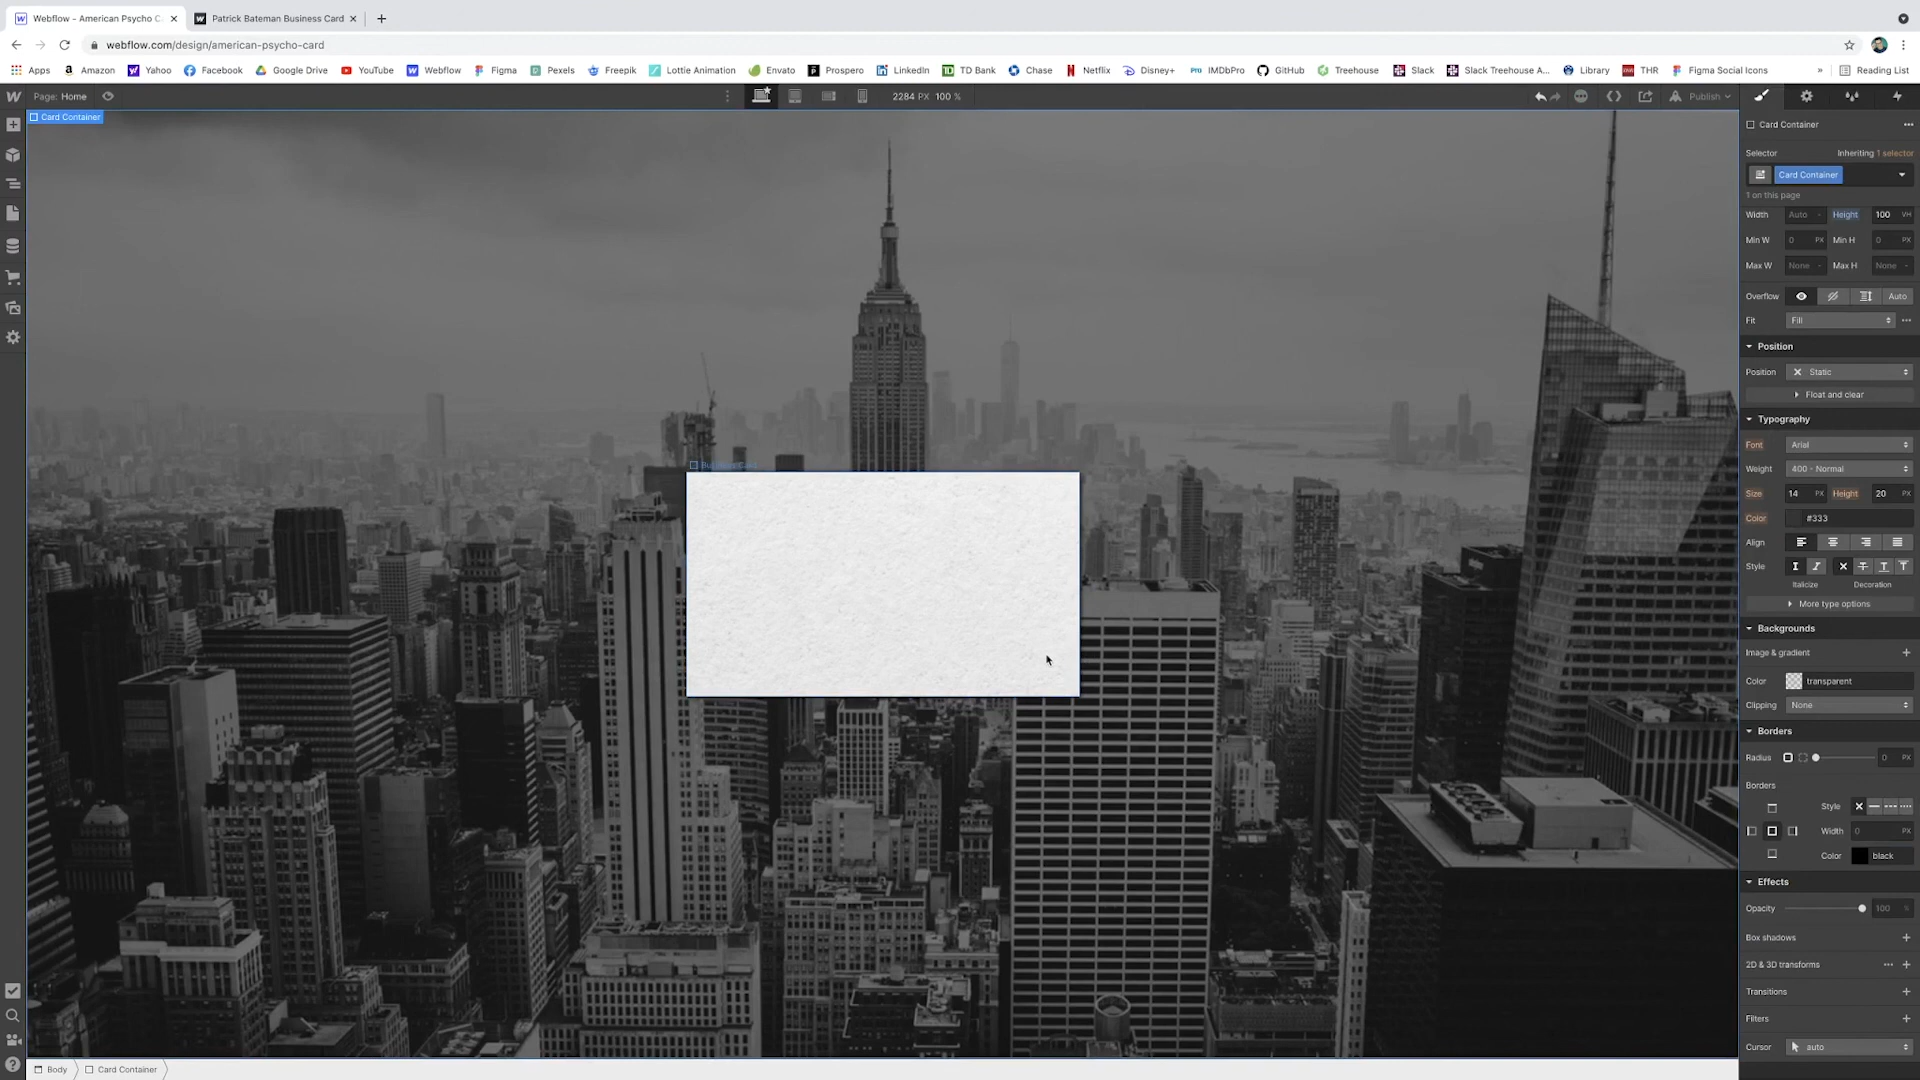 Webflow - American Psycho C
Patrick Bateman Business Card
webflow.com/design/american-psycho-card
Apps Amazon Yahoo Facebook Google Drive YouTube Webflow Figma Pexels Freepik Lottie Animation Envato Prospero LinkedIn TD Bank Chase Netflix Disney+ IMDbPro GitHub Treehouse Slack Slack Treehouse A... Library THR Figma Social Icons » Reading List
Page: Home
2284 PX 100 %
Publish
Card Container
Card Container
Selector Inheriting 1 selector
Card Container
1 on this page
Width Auto - Height 100 VH
Min W 0 PX Min H 0 PX
Max W None - Max H None -
Overflow Auto
Fit Fill
Position
Position Static
Float and clear
Typography
Font Arial
Weight 400 - Normal
Size 14 PX Height 20 PX
Color #333
Align
Style
Italicize Decoration
More type options
Backgrounds
Image & gradient
Color transparent
Clipping None
Borders
Radius 0 PX
Borders
Style
Width 0 PX
Color black
Effects
Opacity 100 %
Box shadows
2D & 3D transforms
Transitions
Filters
Cursor auto
Body Card Container